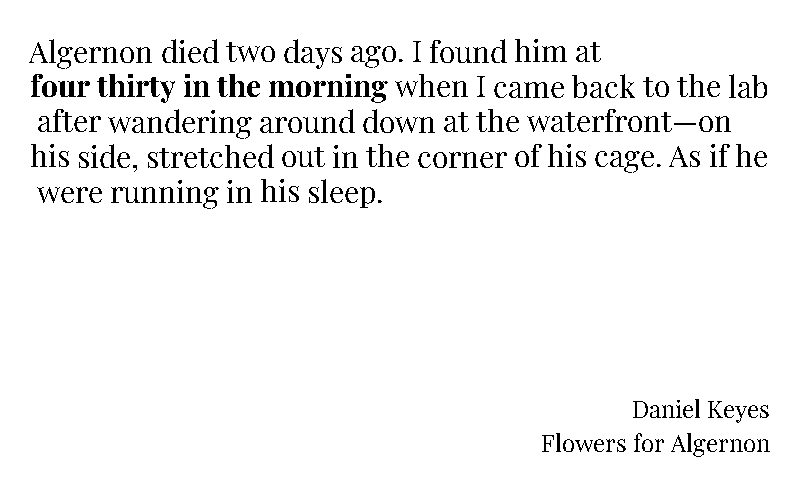 Algernon died two days ago. I found him at
four thirty in the morning when I came back to the lab
after wandering around down at the waterfront—on
his side, stretched out in the corner of his cage. As if he
were running in his sleep.
Daniel Keyes
Flowers for Algernon